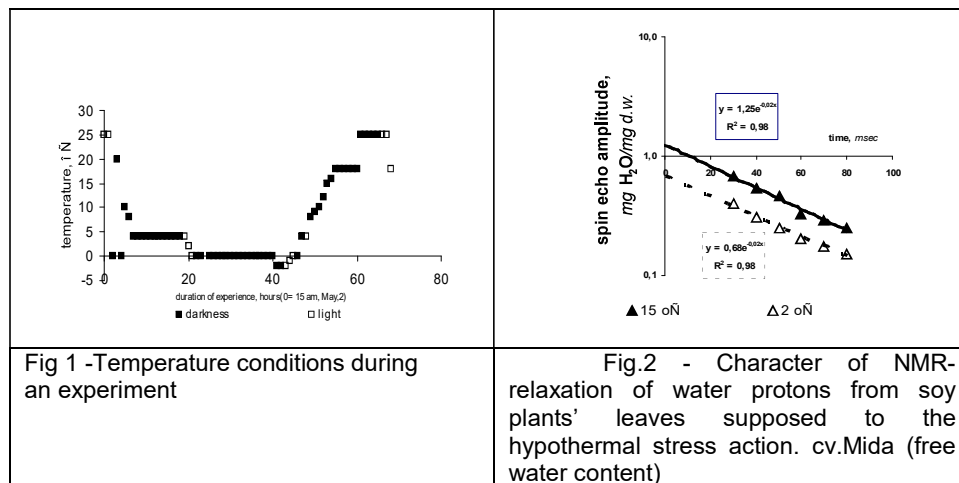 temperature, î Ñ
30
25
20
15
10
5
0
-5
0
20
40
60
80
duration of experience, hours(0= 15 am, May,2)
■ darkness
□ light
spin echo amplitude,
mg H₂O/mg d.w.
10,0
1,0
0,1
y = 1,25e⁻⁰,⁰²ˣ
R² = 0,98
time, msec
0
20
40
60
80
100
y = 0,68e⁻⁰,⁰²ˣ
R² = 0,98
▲ 15 oÑ
△ 2 oÑ
Fig 1 -Temperature conditions during
an experiment
Fig.2 - Character of NMR-
relaxation of water protons from soy
plants’ leaves supposed to the
hypothermal stress action. cv.Mida (free
water content)